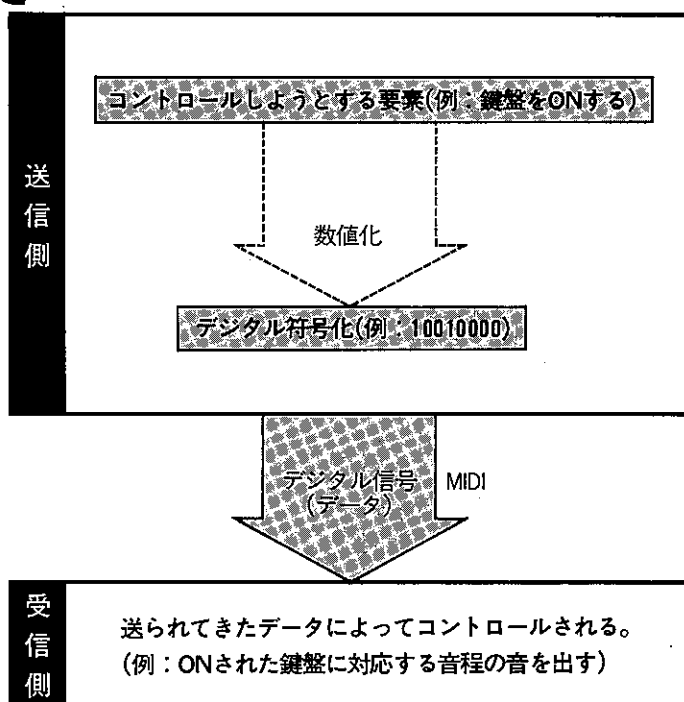 送信側
コントロールしようとする要素(例：鍵盤をONする)
数値化
デジタル符号化(例：10010000)
デジタル信号
(データ)
MIDI
受信側
送られてきたデータによってコントロールされる。
(例：ONされた鍵盤に対応する音程の音を出す)